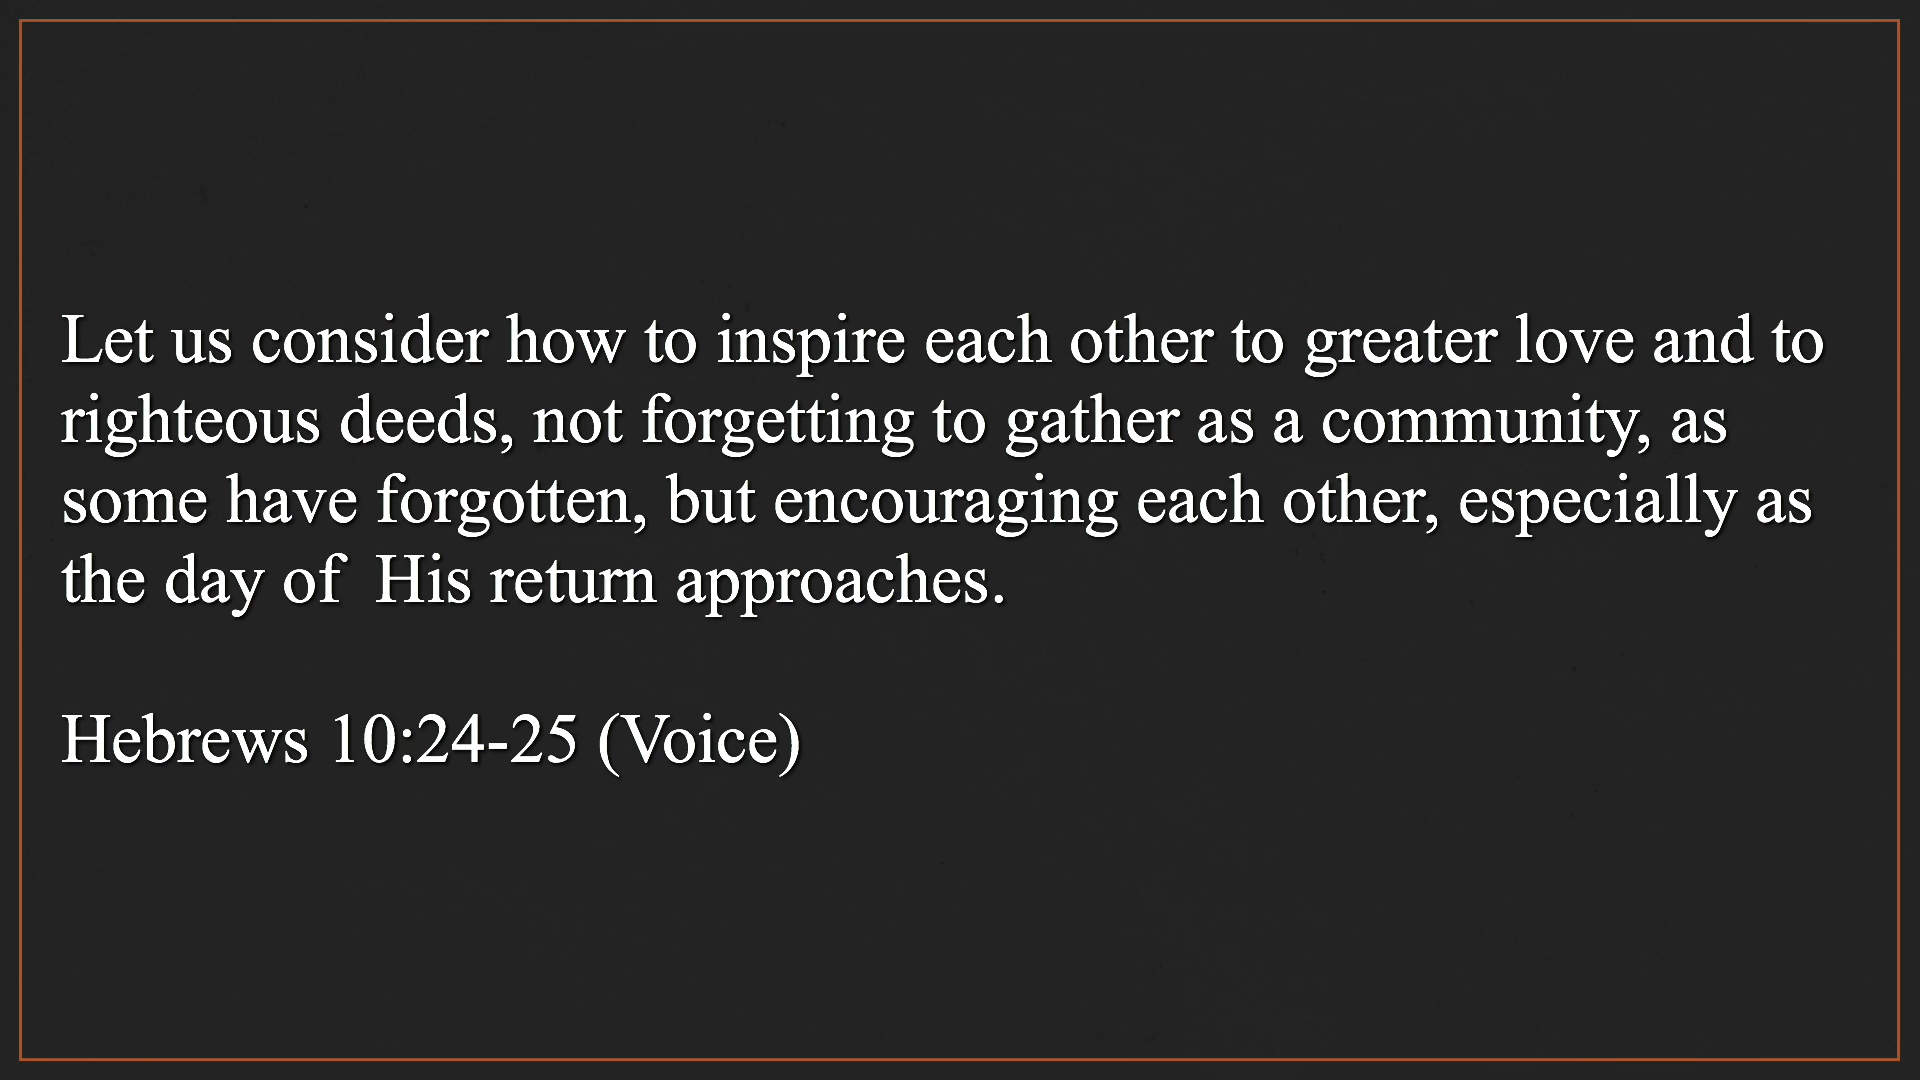 Let us consider how to inspire each other to greater love and to
righteous deeds, not forgetting to gather as a community, as
some have forgotten, but encouraging each other, especially as
the day of  His return approaches.
Hebrews 10:24-25 (Voice)